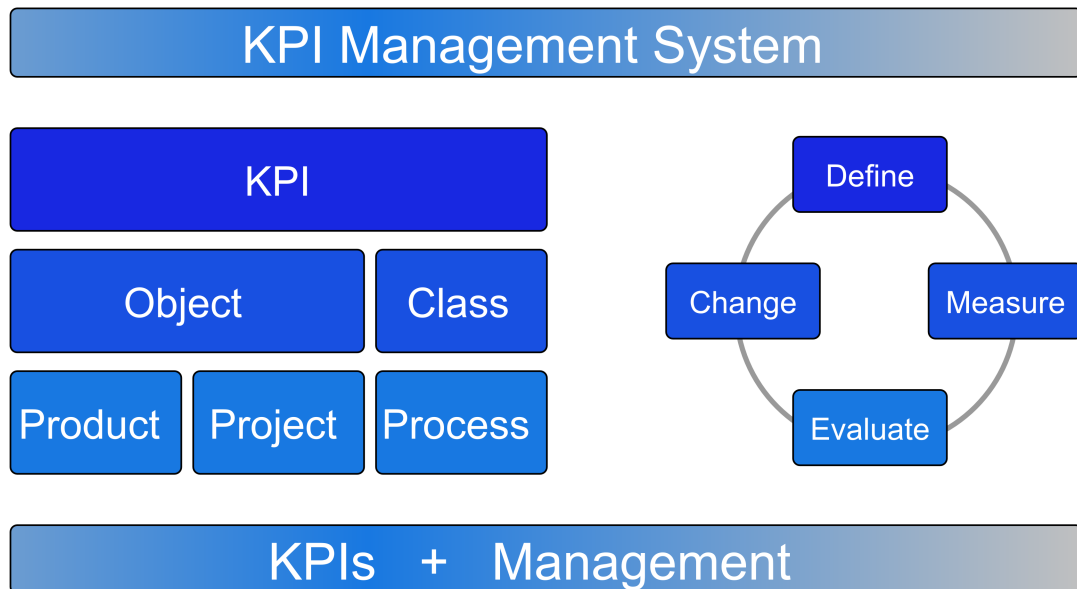 KPI Management System
KPI
Object
Class
Product
Project
Process
Define
Change
Measure
Evaluate
KPIs + Management